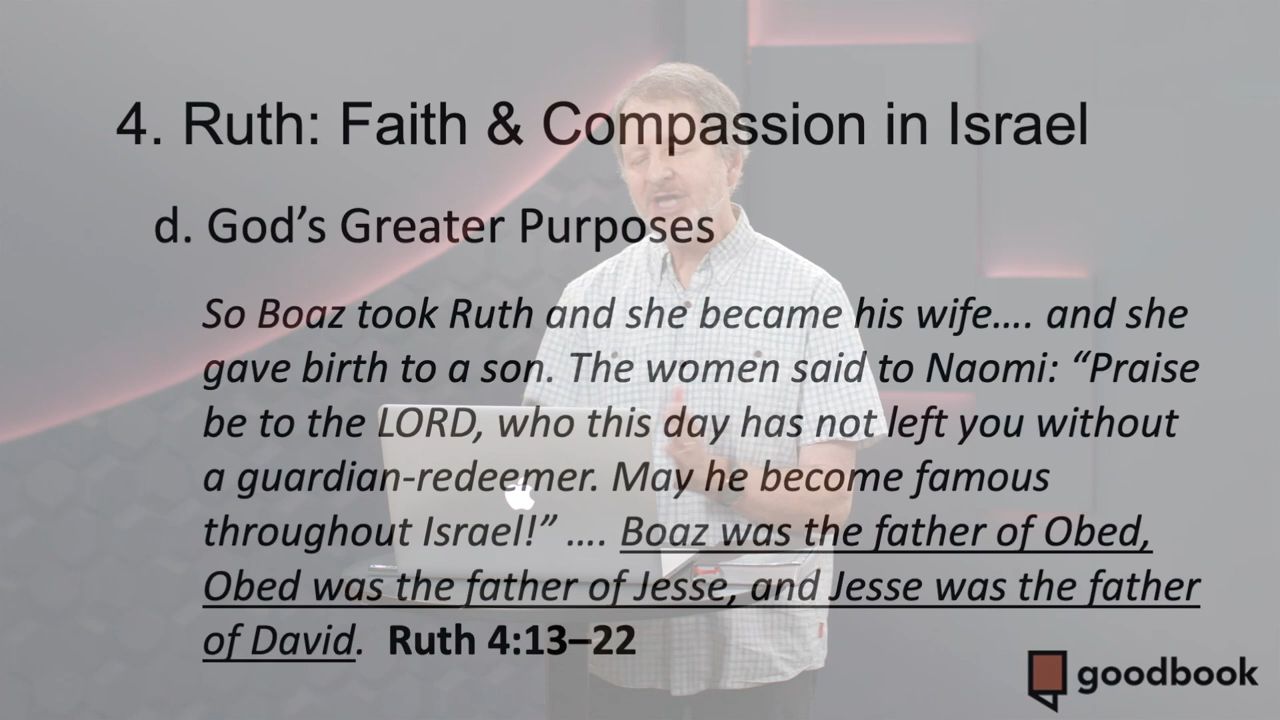 4. Ruth: Faith & Compassion in Israel
d. God’s Greater Purposes
So Boaz took Ruth and she became his wife…. and she
gave birth to a son. The women said to Naomi: “Praise
be to the LORD, who this day has not left you without
a guardian-redeemer. May he become famous
throughout Israel!” …. Boaz was the father of Obed,
Obed was the father of Jesse, and Jesse was the father
of David. Ruth 4:13–22
goodbook